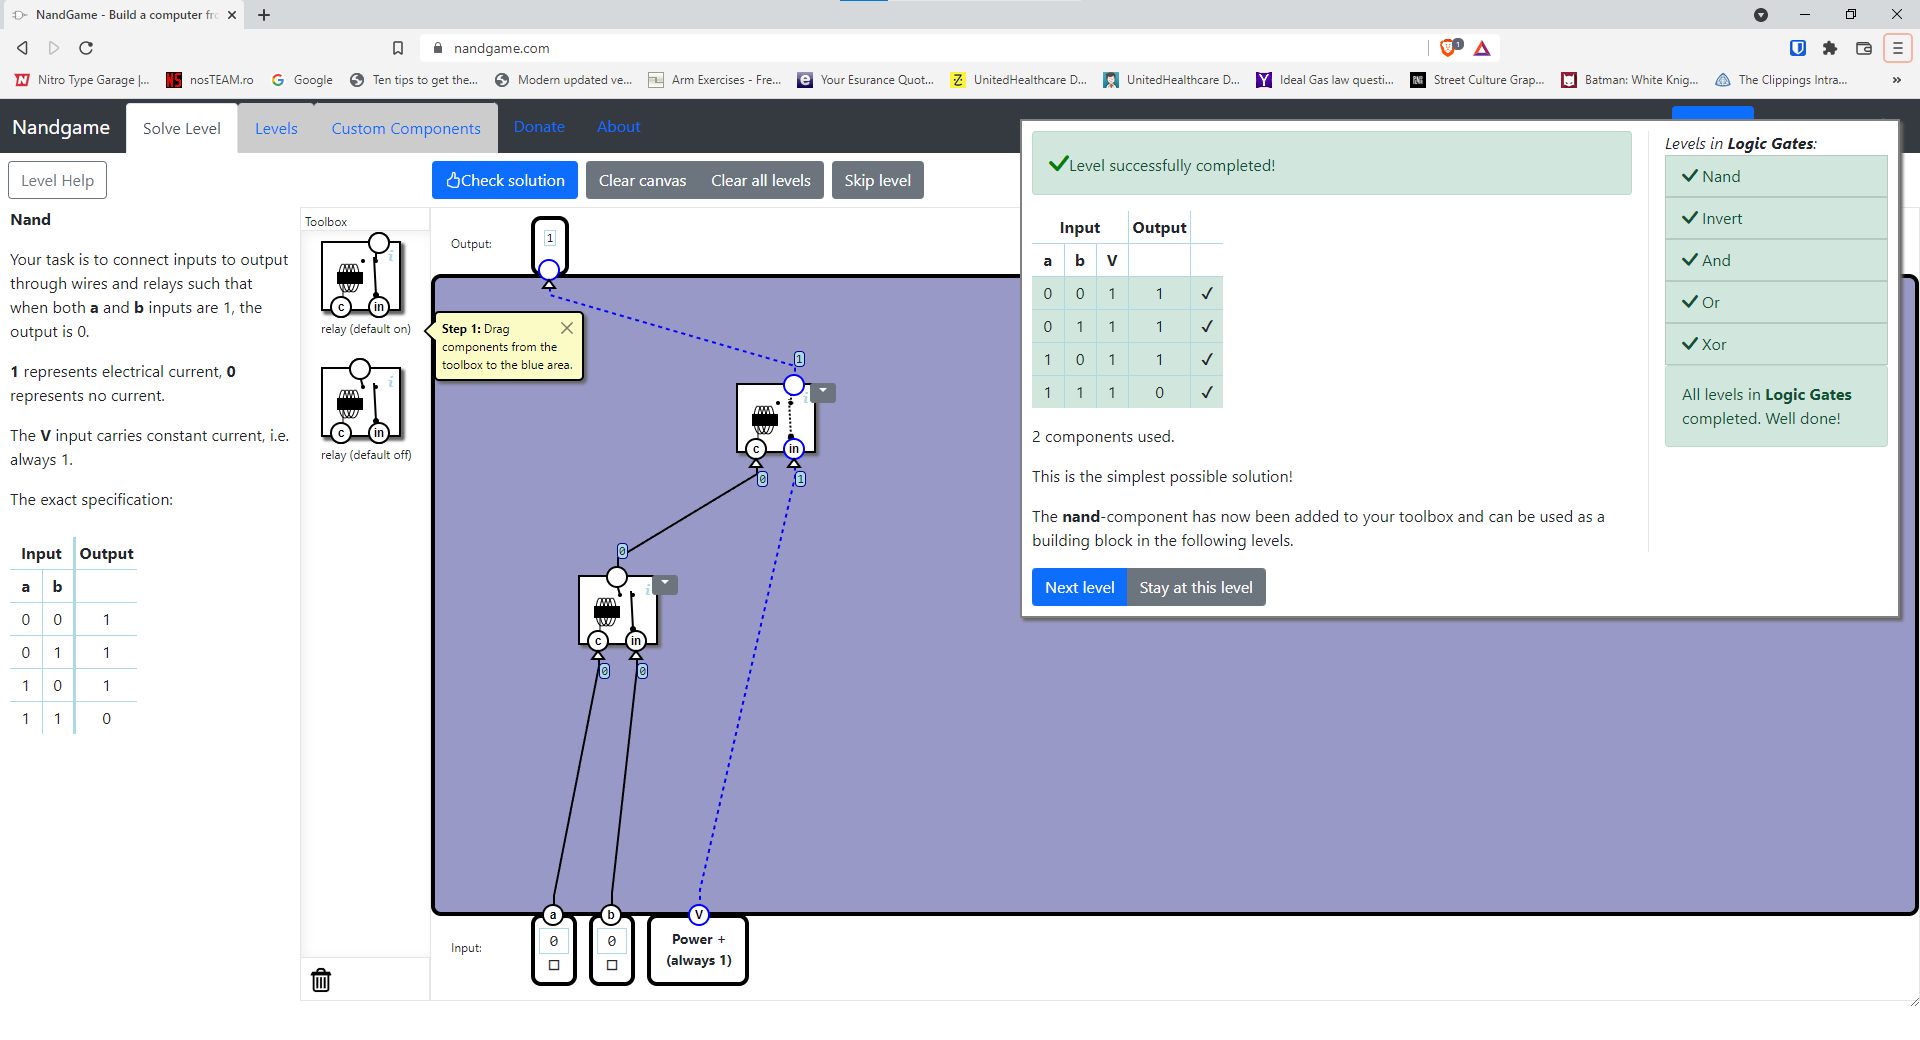 NandGame - Build a computer fr
nandgame.com
1
Nitro Type Garage |...
nosTEAM.ro
Google
Ten tips to get the...
Modern updated ve...
Arm Exercises - Fre...
Your Esurance Quot...
UnitedHealthcare D...
UnitedHealthcare D...
Ideal Gas law questi...
Street Culture Grap...
Batman: White Knig...
The Clippings Intra...
»
Nandgame
Solve Level
Levels
Custom Components
Donate
About
Level Help
Check solution
Clear canvas
Clear all levels
Skip level
Nand
Your task is to connect inputs to output
through wires and relays such that
when both a and b inputs are 1, the
output is 0.
1 represents electrical current, 0
represents no current.
The V input carries constant current, i.e.
always 1.
The exact specification:
Input Output
a b
0 0 1
0 1 1
1 0 1
1 1 0
Toolbox
c in
relay (default on)
c in
relay (default off)
Output:
1
Step 1: Drag
components from the
toolbox to the blue area.
1
c in
0 1
0
c in
0 0
a b V
Input:
0 0
Power +
(always 1)
Level successfully completed!
Input Output
a b V
0 0 1 1
0 1 1 1
1 0 1 1
1 1 1 0
2 components used.
This is the simplest possible solution!
The nand-component has now been added to your toolbox and can be used as a
building block in the following levels.
Next level
Stay at this level
Levels in Logic Gates:
Nand
Invert
And
Or
Xor
All levels in Logic Gates
completed. Well done!